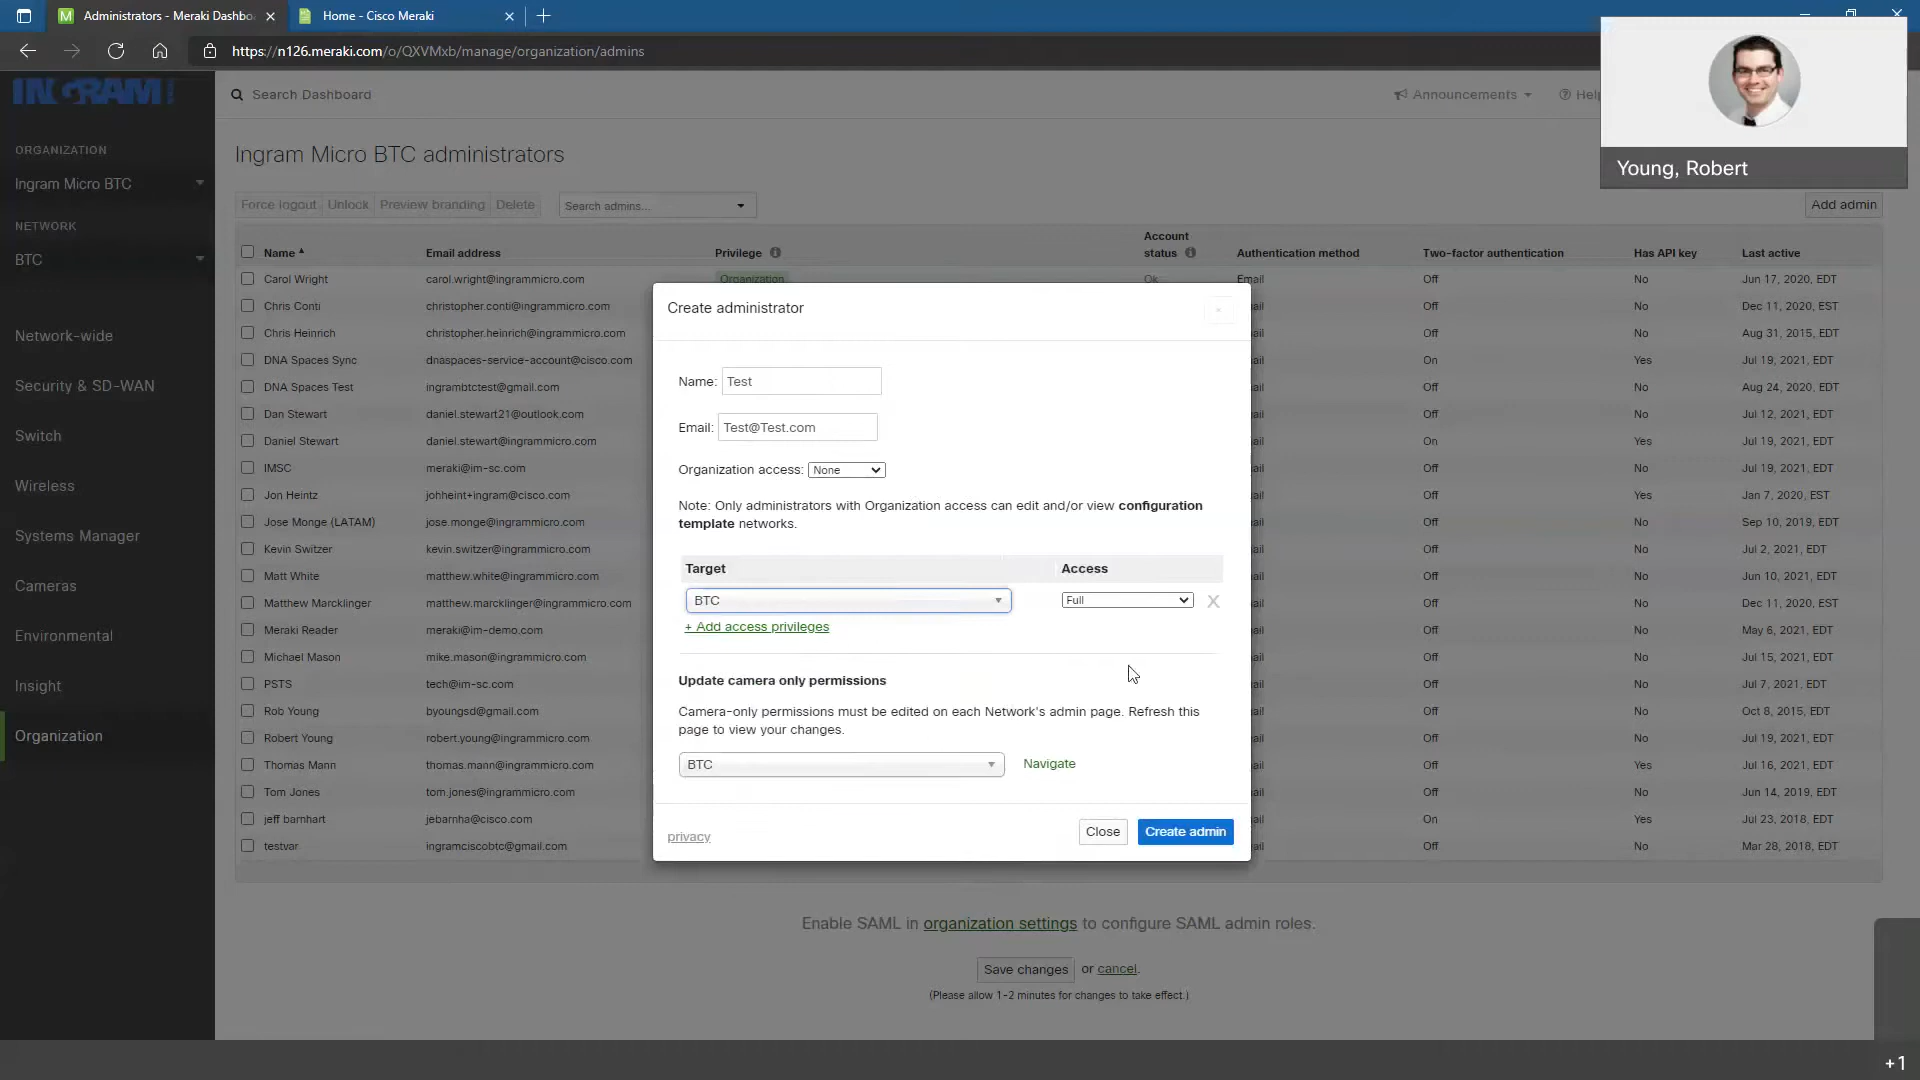 Administrators - Meraki Dashbo
Home - Cisco Meraki
https://n126.meraki.com/o/QXVMxb/manage/organization/admins
Young, Robert
INGRAM
Search Dashboard
Announcements
Help
ORGANIZATION
Ingram Micro BTC
NETWORK
BTC
Network-wide
Security & SD-WAN
Switch
Wireless
Systems Manager
Cameras
Environmental
Insight
Organization
Ingram Micro BTC administrators
Force logout Unlock Preview branding Delete Search admins... Add admin
Name Email address Privilege Account status Authentication method Two-factor authentication Has API key Last active
Carol Wright carol.wright@ingrammicro.com Organization Ok Email Off No Jun 17, 2020, EDT
Chris Conti christopher.conti@ingrammicro.com ail Off No Dec 11, 2020, EST
Chris Heinrich christopher.heinrich@ingrammicro.com ail Off No Aug 31, 2015, EDT
DNA Spaces Sync dnaspaces-service-account@cisco.com ail On Yes Jul 19, 2021, EDT
DNA Spaces Test ingrambtctest@gmail.com ail Off No Aug 24, 2020, EDT
Dan Stewart daniel.stewart21@outlook.com ail Off No Jul 12, 2021, EDT
Daniel Stewart daniel.stewart@ingrammicro.com ail On Yes Jul 19, 2021, EDT
IMSC meraki@im-sc.com ail Off No Jul 19, 2021, EDT
Jon Heintz johheint+ingram@cisco.com ail Off Yes Jan 7, 2020, EST
Jose Monge (LATAM) jose.monge@ingrammicro.com ail Off No Sep 10, 2019, EDT
Kevin Switzer kevin.switzer@ingrammicro.com ail Off No Jul 2, 2021, EDT
Matt White matthew.white@ingrammicro.com ail Off No Jun 10, 2021, EDT
Matthew Marcklinger matthew.marcklinger@ingrammicro.com ail Off No Dec 11, 2020, EST
Meraki Reader meraki@im-demo.com ail Off No May 6, 2021, EDT
Michael Mason mike.mason@ingrammicro.com ail Off No Jul 15, 2021, EDT
PSTS tech@im-sc.com ail Off No Jul 7, 2021, EDT
Rob Young byoungsd@gmail.com ail Off No Oct 8, 2015, EDT
Robert Young robert.young@ingrammicro.com ail Off No Jul 19, 2021, EDT
Thomas Mann thomas.mann@ingrammicro.com ail Off Yes Jul 16, 2021, EDT
Tom Jones tom.jones@ingrammicro.com ail Off No Jun 14, 2019, EDT
jeff barnhart jebarnha@cisco.com ail On Yes Jul 23, 2018, EDT
testvar ingramciscobtc@gmail.com ail Off No Mar 28, 2018, EDT
Create administrator
Name: Test
Email: Test@Test.com
Organization access: None
Note: Only administrators with Organization access can edit and/or view configuration
template networks.
Target Access
BTC Full X
+ Add access privileges
Update camera only permissions
Camera-only permissions must be edited on each Network's admin page. Refresh this
page to view your changes.
BTC Navigate
privacy Close Create admin
Enable SAML in organization settings to configure SAML admin roles.
Save changes or cancel.
(Please allow 1-2 minutes for changes to take effect.)
+1